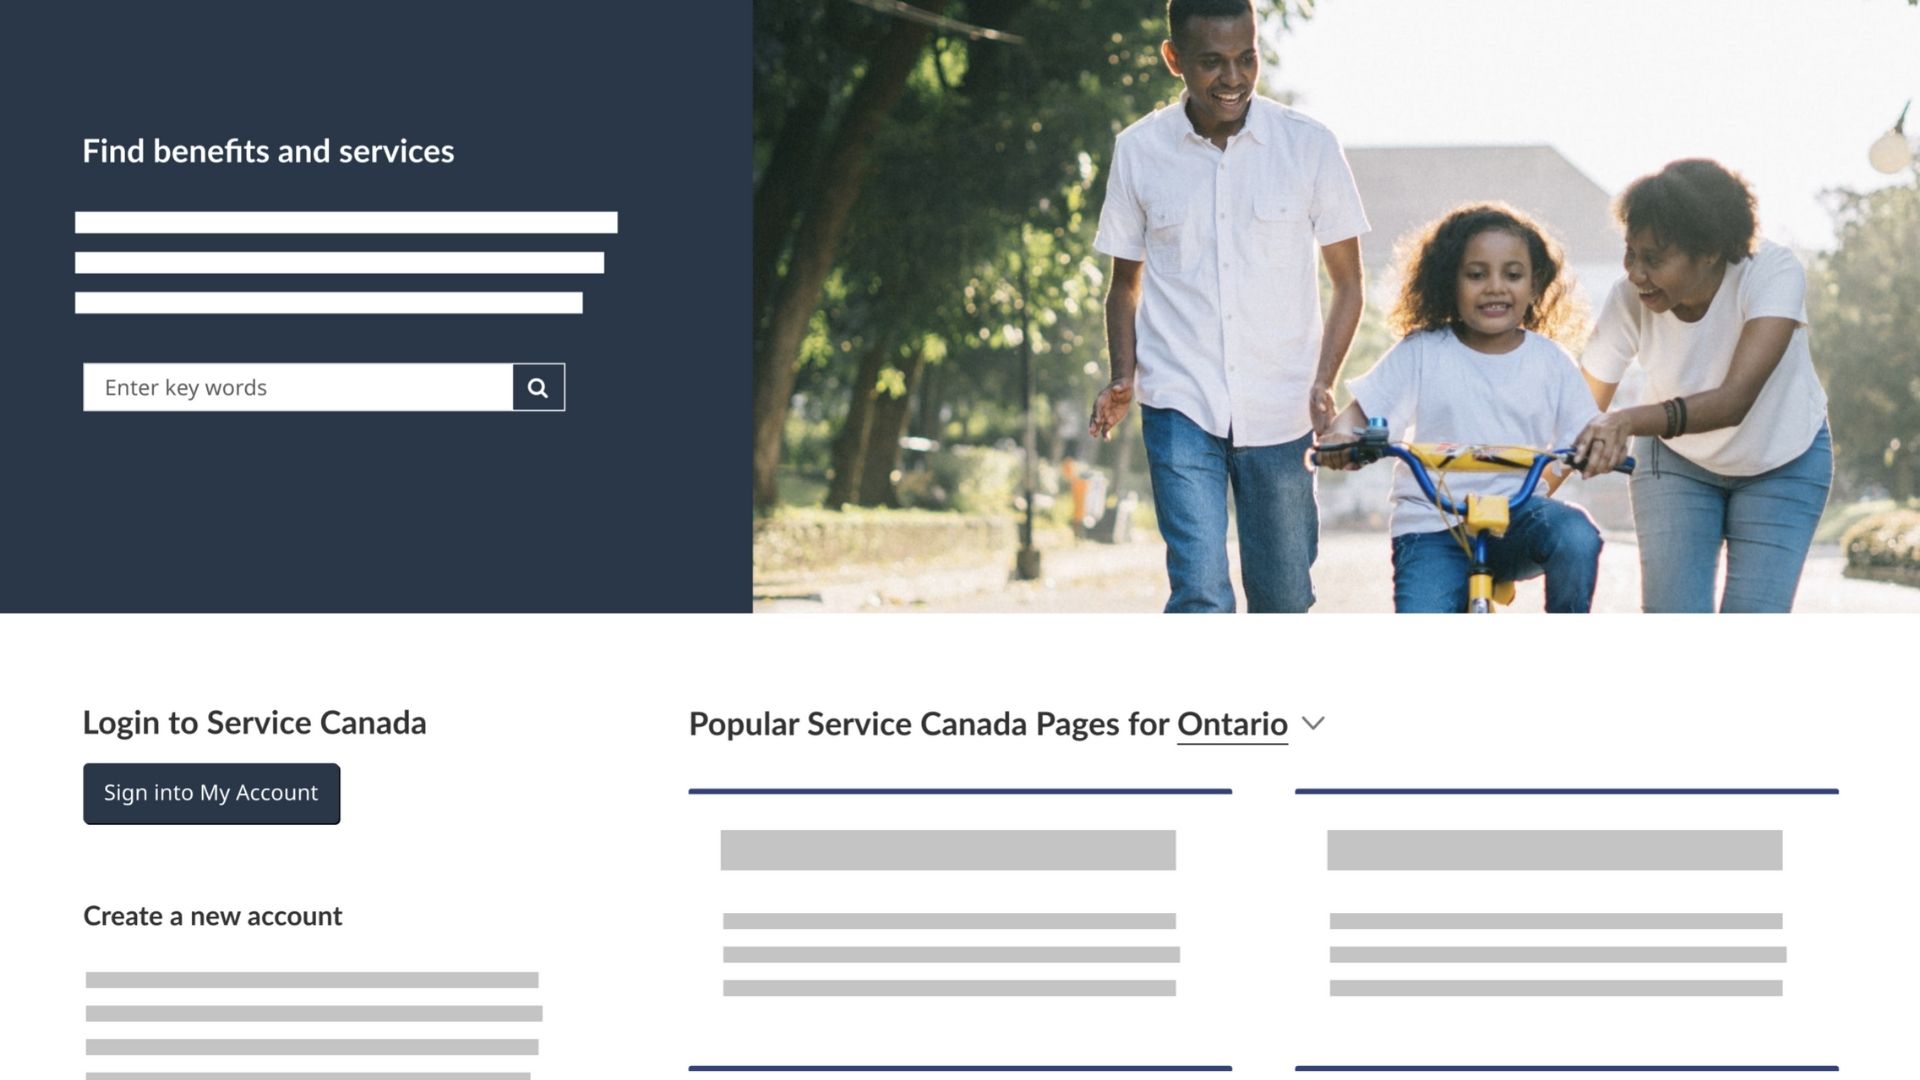 Find benefits and services
Enter key words
Login to Service Canada
Sign into My Account
Create a new account
Popular Service Canada Pages for Ontario